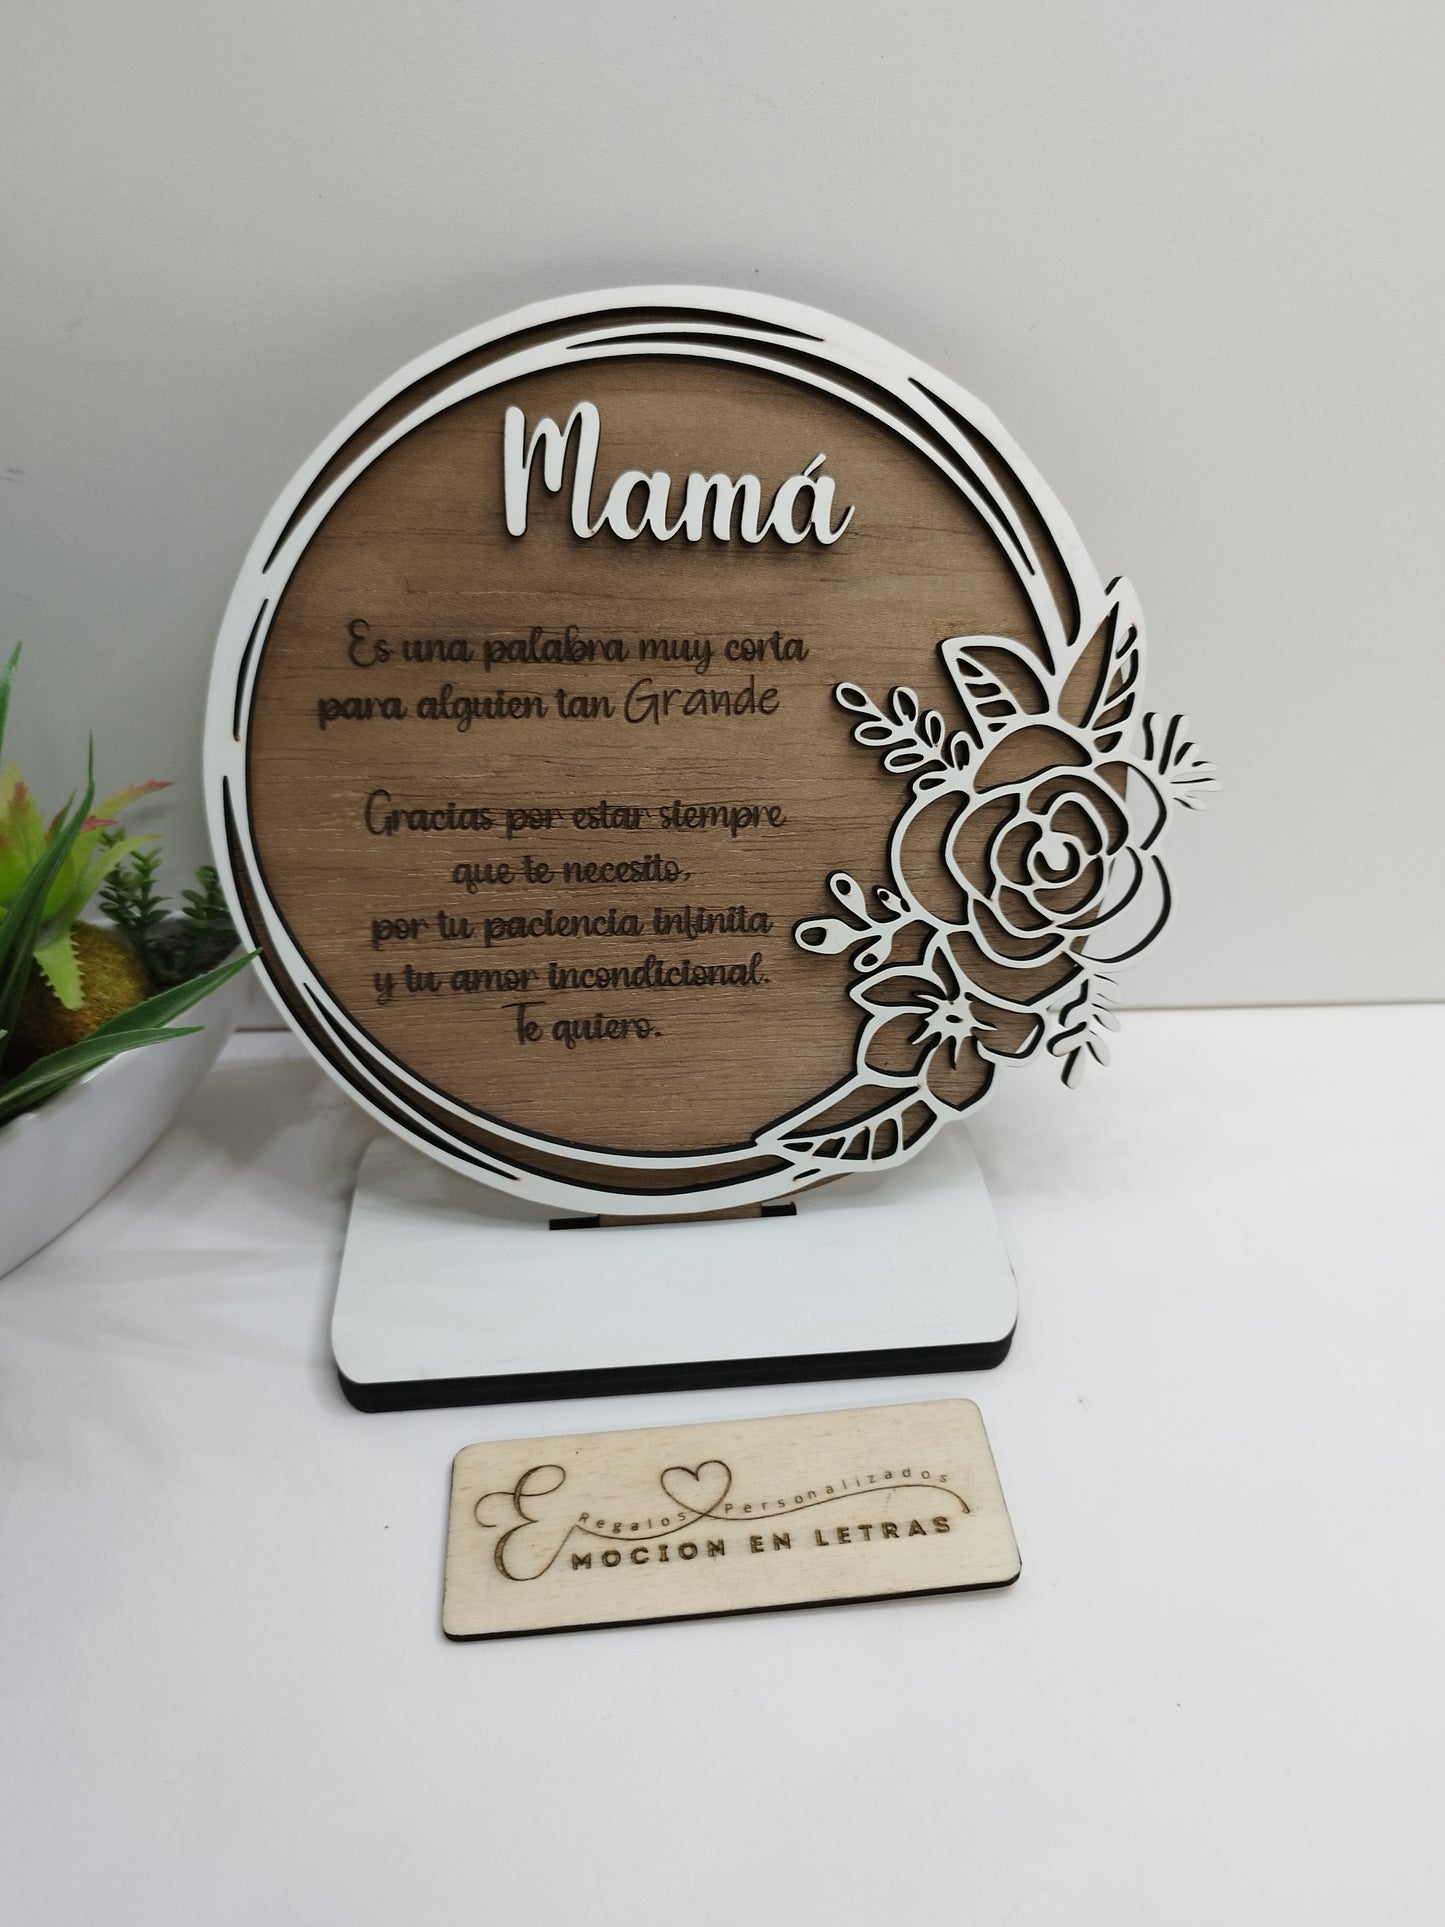 Mamá
Es una palabra muy corta
para alguien tan Grande
Gracias por estar siempre
que te necesito,
por tu paciencia infinita
y tu amor incondicional.
Te quiero.
Regalos Personalizados
EMOCION EN LETRAS